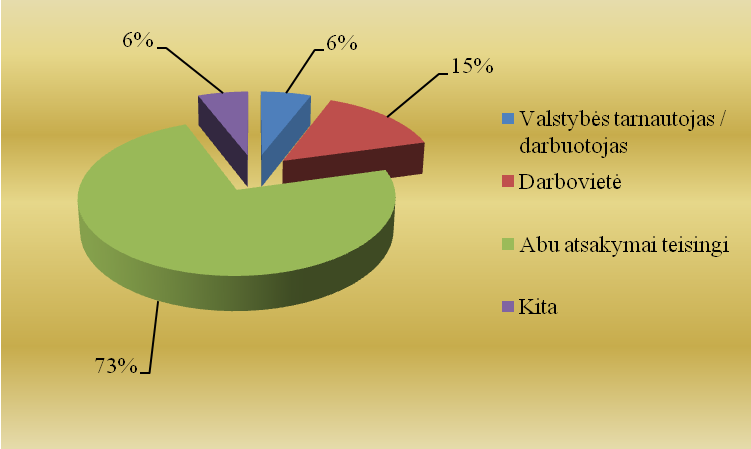 6%
6%
15%
73%
Valstybės tarnautojas /
darbuotojas
Darbovietė
Abu atsakymai teisingi
Kita